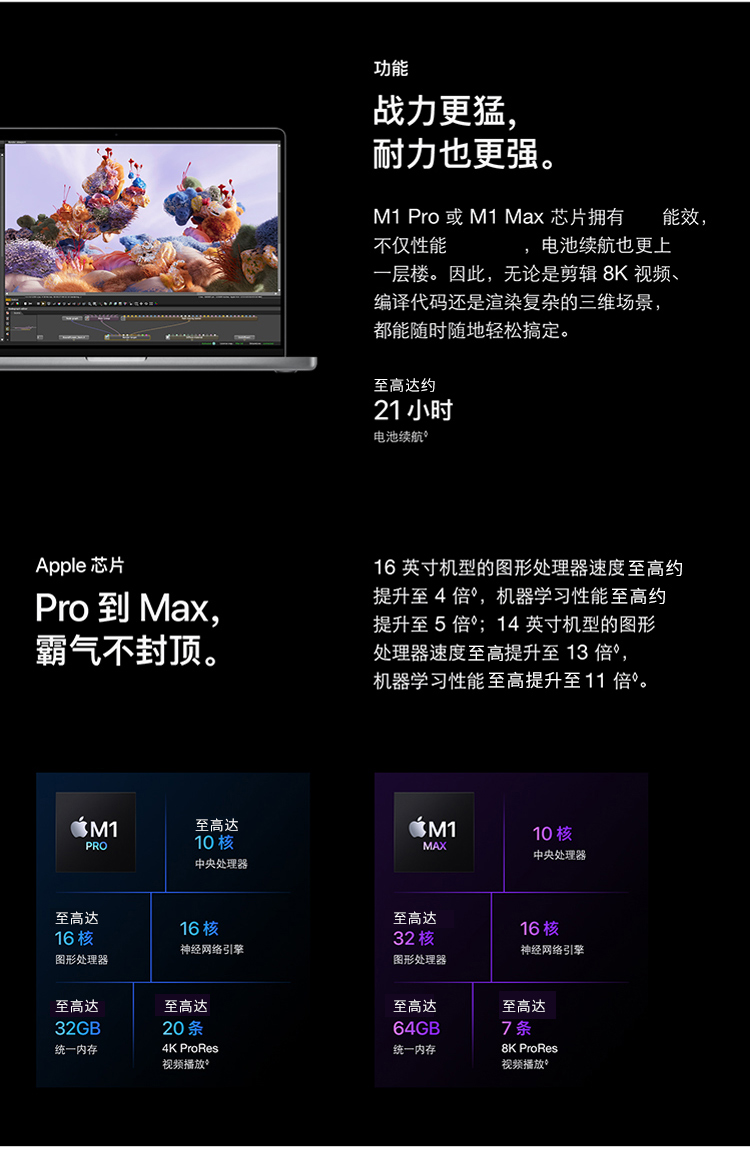 功能
战力更猛，
耐力也更强。
M1 Pro 或 M1 Max 芯片拥有 能效，
不仅性能 ，电池续航也更上
一层楼。因此，无论是剪辑 8K 视频、
编译代码还是渲染复杂的三维场景，
都能随时随地轻松搞定。
至高达约
21 小时
电池续航◊
Apple 芯片
Pro 到 Max，
霸气不封顶。
16 英寸机型的图形处理器速度至高约
提升至 4 倍◊，机器学习性能至高约
提升至 5 倍◊；14 英寸机型的图形
处理器速度至高提升至 13 倍◊，
机器学习性能至高提升至11 倍◊。
M1
PRO
至高达
10 核
中央处理器
至高达
16 核
图形处理器
16 核
神经网络引擎
至高达
32GB
统一内存
至高达
20 条
4K ProRes
视频播放◊
M1
MAX
10 核
中央处理器
至高达
32 核
图形处理器
16 核
神经网络引擎
至高达
64GB
统一内存
至高达
7 条
8K ProRes
视频播放◊